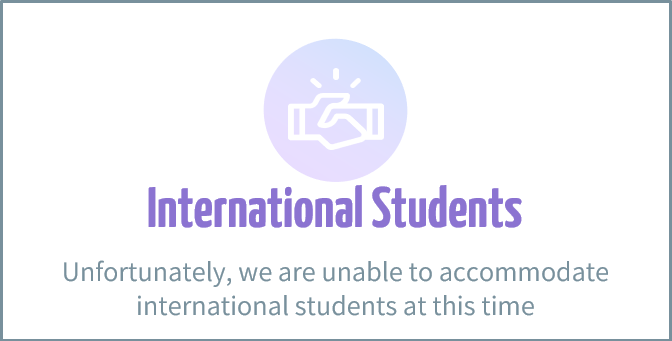 International Students
Unfortunately, we are unable to accommodate
international students at this time